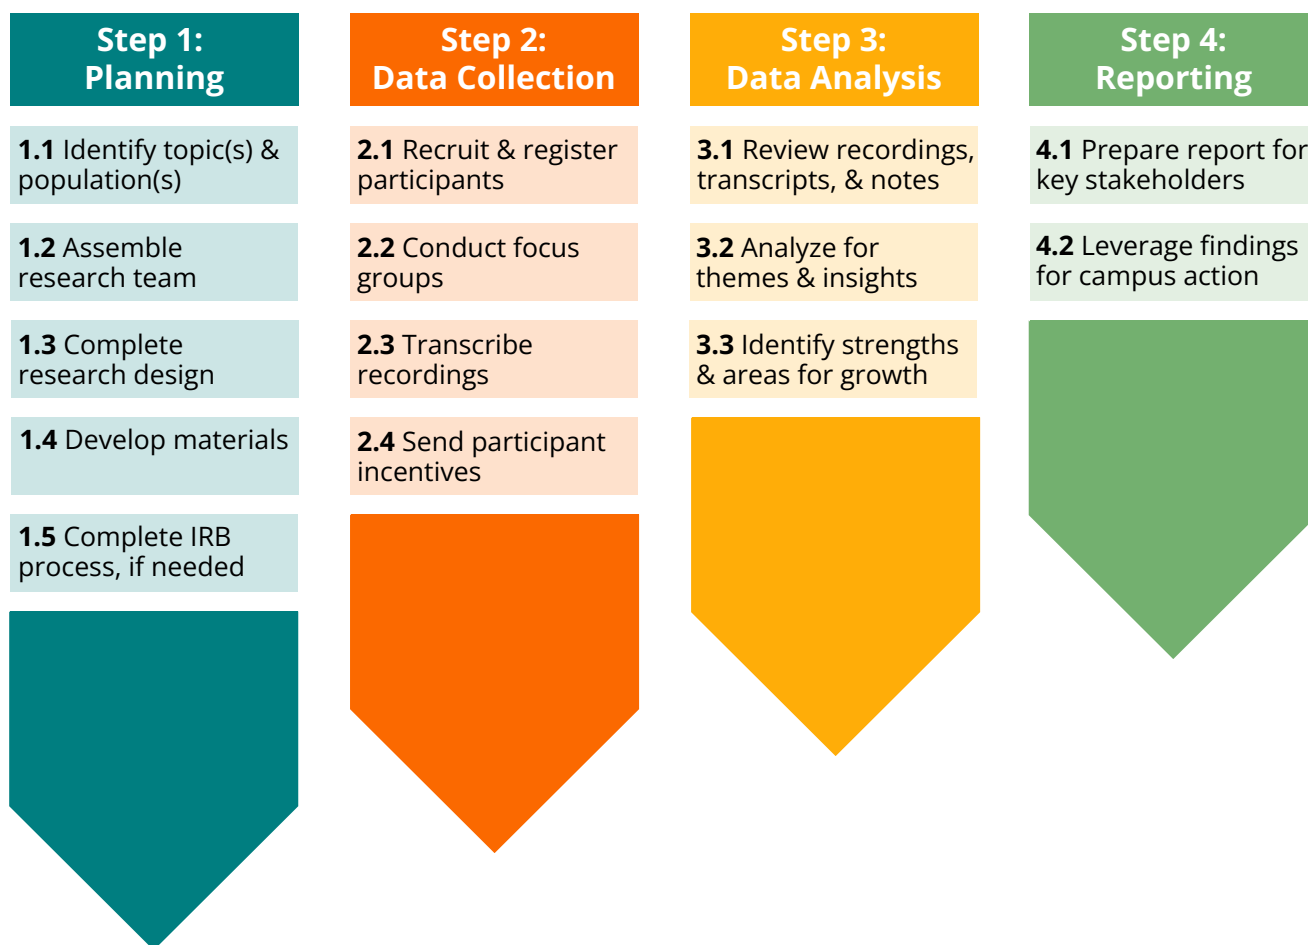 Step 1:
Planning
1.1 Identify topic(s) &
population(s)
1.2 Assemble
research team
1.3 Complete
research design
1.4 Develop materials
1.5 Complete IRB
process, if needed
Step 2:
Data Collection
2.1 Recruit & register
participants
2.2 Conduct focus
groups
2.3 Transcribe
recordings
2.4 Send participant
incentives
Step 3:
Data Analysis
3.1 Review recordings,
transcripts, & notes
3.2 Analyze for
themes & insights
3.3 Identify strengths
& areas for growth
Step 4:
Reporting
4.1 Prepare report for
key stakeholders
4.2 Leverage findings
for campus action